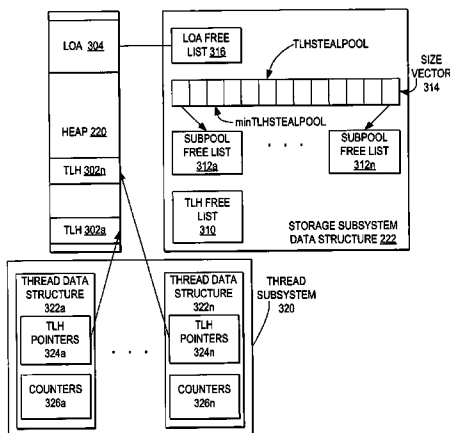 LOA 304
HEAP 220
TLH 302n
TLH 302a
LOA FREE
LIST 316
TLHSTEALPOOL
SIZE
VECTOR
314
minTLHSTEALPOOL
SUBPOOL
FREE LIST
312a
. . .
SUBPOOL
FREE LIST
312n
TLH FREE
LIST
310
STORAGE SUBSYSTEM
DATA STRUCTURE 222
THREAD DATA
STRUCTURE
322a
TLH
POINTERS
324a
COUNTERS
326a
. . .
THREAD DATA
STRUCTURE
322n
TLH
POINTERS
324n
COUNTERS
326n
THREAD
SUBSYSTEM
320